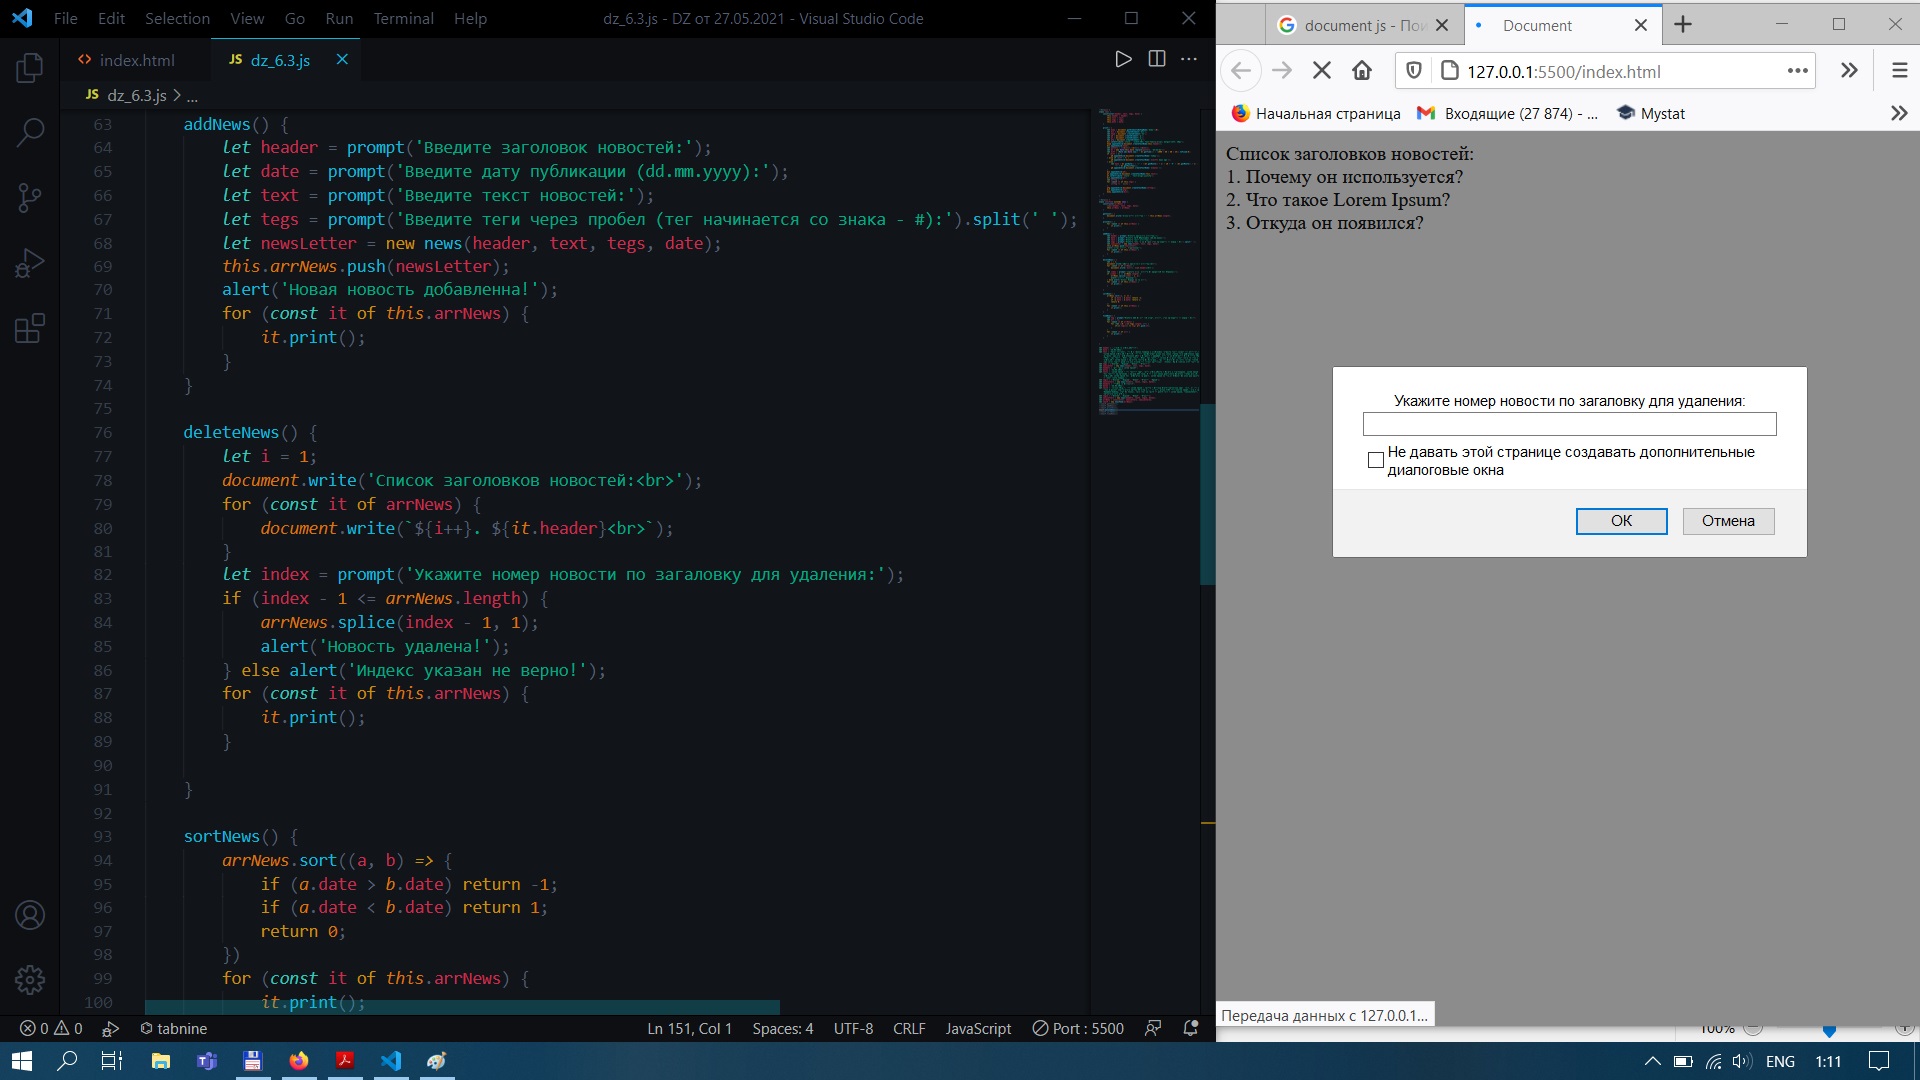 File Edit Selection View Go Run Terminal Help
dz_6.3.js - DZ от 27.05.2021 - Visual Studio Code
index.html
JS dz_6.3.js
JS dz_6.3.js > ...
63 addNews() {
64 let header = prompt('Введите заголовок новостей:');
65 let date = prompt('Введите дату публикации (dd.mm.yyyy):');
66 let text = prompt('Введите текст новостей:');
67 let tegs = prompt('Введите теги через пробел (тег начинается со знака - #):').split(' ');
68 let newsLetter = new news(header, text, tegs, date);
69 this.arrNews.push(newsLetter);
70 alert('Новая новость добавленна!');
71 for (const it of this.arrNews) {
72 it.print();
73 }
74 }
75
76 deleteNews() {
77 let i = 1;
78 document.write('Список заголовков новостей:<br>');
79 for (const it of arrNews) {
80 document.write(`${i++}. ${it.header}<br>`);
81 }
82 let index = prompt('Укажите номер новости по загаловку для удаления:');
83 if (index - 1 <= arrNews.length) {
84 arrNews.splice(index - 1, 1);
85 alert('Новость удалена!');
86 } else alert('Индекс указан не верно!');
87 for (const it of this.arrNews) {
88 it.print();
89 }
90
91 }
92
93 sortNews() {
94 arrNews.sort((a, b) => {
95 if (a.date > b.date) return -1;
96 if (a.date < b.date) return 1;
97 return 0;
98 })
99 for (const it of this.arrNews) {
100 it.print();
0 0 tabnine
Ln 151, Col 1 Spaces: 4 UTF-8 CRLF JavaScript Port : 5500
document js - Пои
Document
127.0.0.1:5500/index.html
Начальная страница
Входящие (27 874) - ...
Mystat
Список заголовков новостей:
1. Почему он используется?
2. Что такое Lorem Ipsum?
3. Откуда он появился?
Укажите номер новости по загаловку для удаления:
Не давать этой странице создавать дополнительные
диалоговые окна
ОК
Отмена
Передача данных с 127.0.0.1...
100%
ENG 1:11